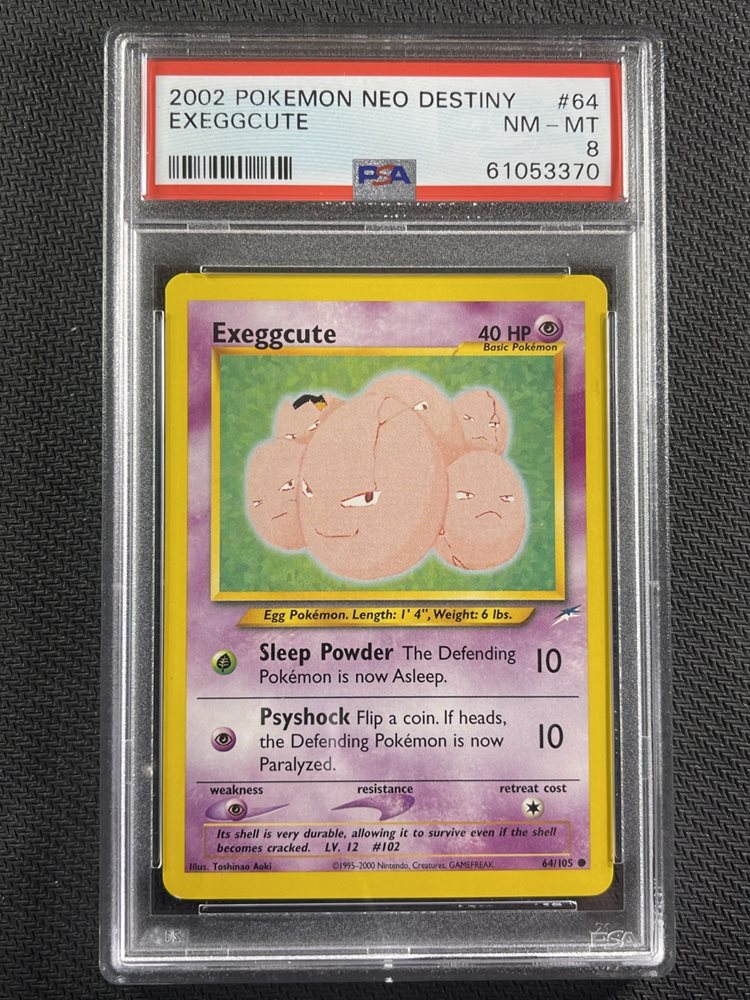 2002 POKEMON NEO DESTINY #64
EXEGGCUTE NM - MT
8
PSA 61053370
Exeggcute 40 HP
Basic Pokémon
Egg Pokémon. Length: 1' 4", Weight: 6 lbs.
Sleep Powder The Defending 10
Pokémon is now Asleep.
Psyshock Flip a coin. If heads, 10
the Defending Pokémon is now
Paralyzed.
weakness resistance retreat cost
Its shell is very durable, allowing it to survive even if the shell
becomes cracked. LV. 12 #102
Illus. Toshinao Aoki ©1995-2000 Nintendo, Creatures, GAMEFREAK. 64/105